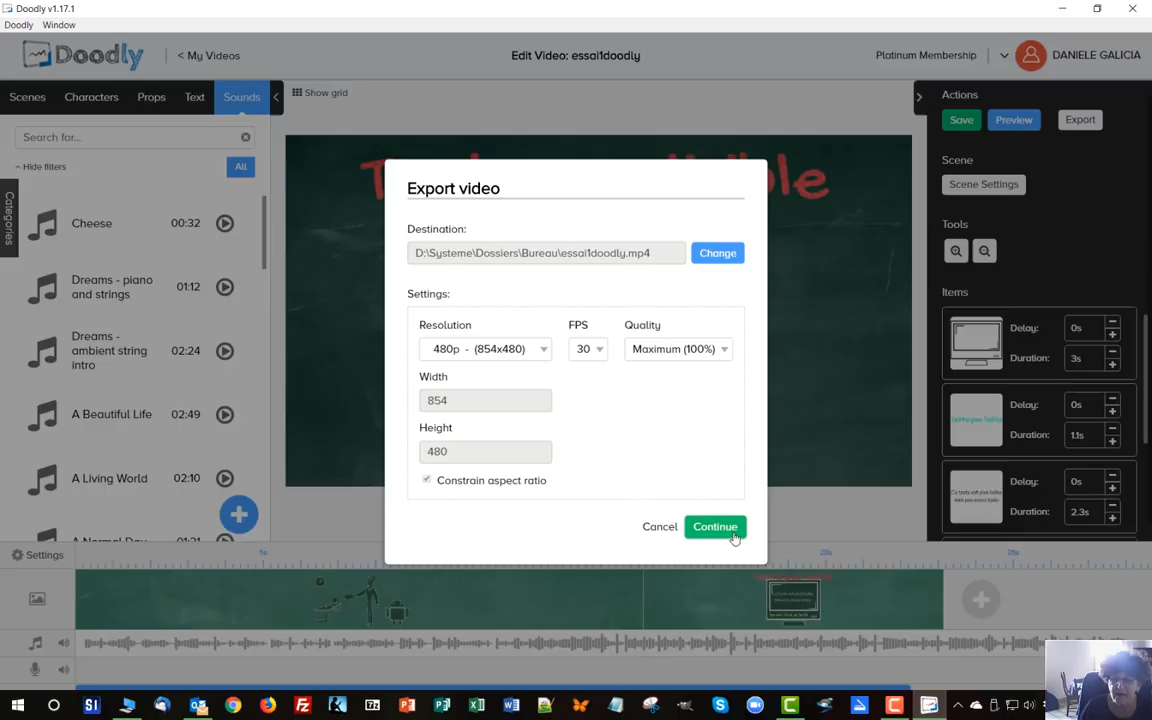 Doodly v1.17.1
Doodly Window
Doodly
< My Videos
Edit Video: essai1doodly
Platinum Membership
DANIELE GALICIA
Scenes Characters Props Text Sounds
Show grid
Search for...
Hide filters
All
Categories
Cheese 00:32
Dreams - piano
and strings
01:12
Dreams -
ambient string
intro
02:24
A Beautiful Life 02:49
A Living World 02:10
Export video
Destination:
D:\Systeme\Dossiers\Bureau\essai1doodly.mp4
Change
Settings:
Resolution FPS Quality
480p - (854x480) 30 Maximum (100%)
Width
854
Height
480
Constrain aspect ratio
Cancel Continue
Actions
Save Preview Export
Scene
Scene Settings
Tools
Items
Delay: 0s
Duration: 3s
Delay: 0s
Duration: 1.1s
Delay: 0s
Duration: 2.3s
Settings
5s 20s 25s